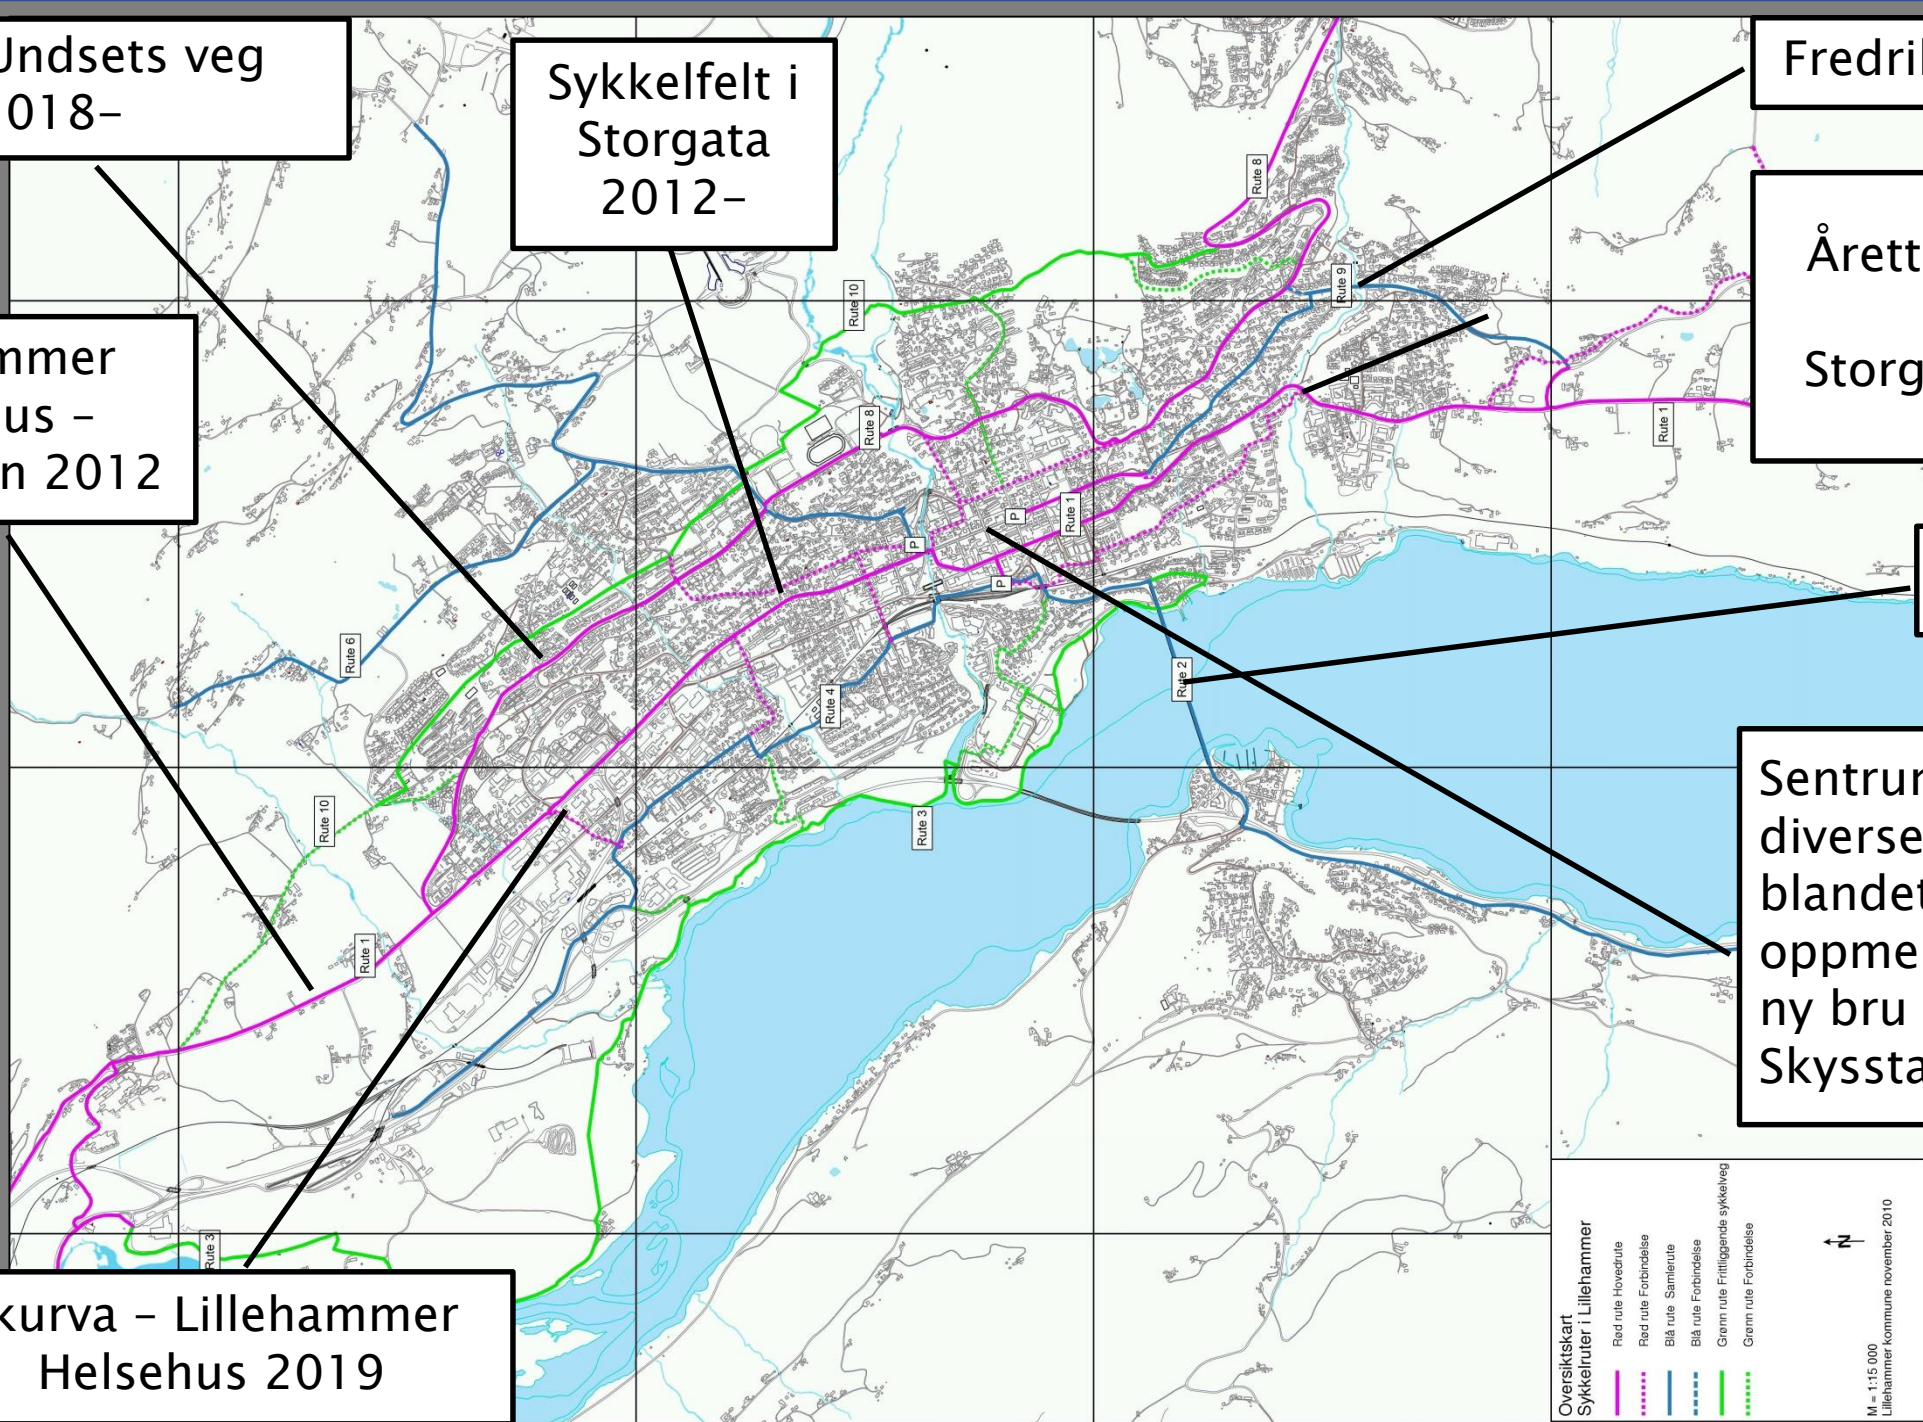 Undsets veg
018–
Sykkelfelt i
Storgata
2012–
Fredrik
Årett
Storg
mmer
us –
n 2012
Sentrum
diverse
blandet
oppme
ny bru
Skyssta
kurva – Lillehammer
Helsehus 2019
Rute 8
Rute 9
Rute 10
Rute 8
Rute 1
Rute 1
P
P
P
Rute 6
Rute 4
Rute 2
Rute 10
Rute 3
Rute 1
Rute 3
Oversiktskart
Sykkelruter i Lillehammer
Rød rute Hovedrute
Rød rute Forbindelse
Blå rute Samlerute
Blå rute Forbindelse
Grønn rute Frittliggende sykkelveg
Grønn rute Forbindelse
N
M = 1:15 000
Lillehammer kommune november 2010